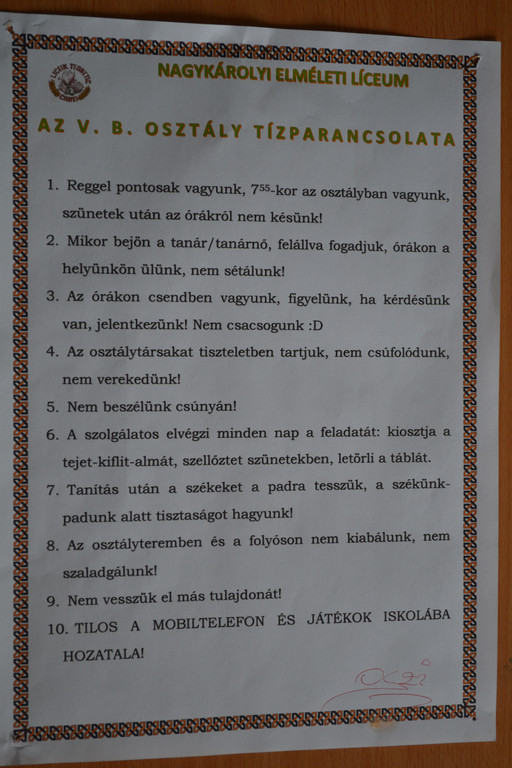 NAGYKÁROLYI ELMÉLETI LÍCEUM
AZ V. B. OSZTÁLY TÍZPARANCSOLATA
1. Reggel pontosak vagyunk, 7⁵⁵-kor az osztályban vagyunk,
szünetek után az órákról nem késünk!
2. Mikor bejön a tanár/tanárnő, felállva fogadjuk, órákon a
helyünkön ülünk, nem sétálunk!
3. Az órákon csendben vagyunk, figyelünk, ha kérdésünk
van, jelentkezünk! Nem csacsogunk :D
4. Az osztálytársakat tiszteletben tartjuk, nem csúfolódunk,
nem verekedünk!
5. Nem beszélünk csúnyán!
6. A szolgálatos elvégzi minden nap a feladatát: kiosztja a
tejet-kiflit-almát, szellőztet szünetekben, letörli a táblát.
7. Tanítás után a székeket a padra tesszük, a székünk-
padunk alatt tisztaságot hagyunk!
8. Az osztályteremben és a folyóson nem kiabálunk, nem
szaladgálunk!
9. Nem vesszük el más tulajdonát!
10. TILOS A MOBILTELEFON ÉS JÁTÉKOK ISKOLÁBA
HOZATALA!